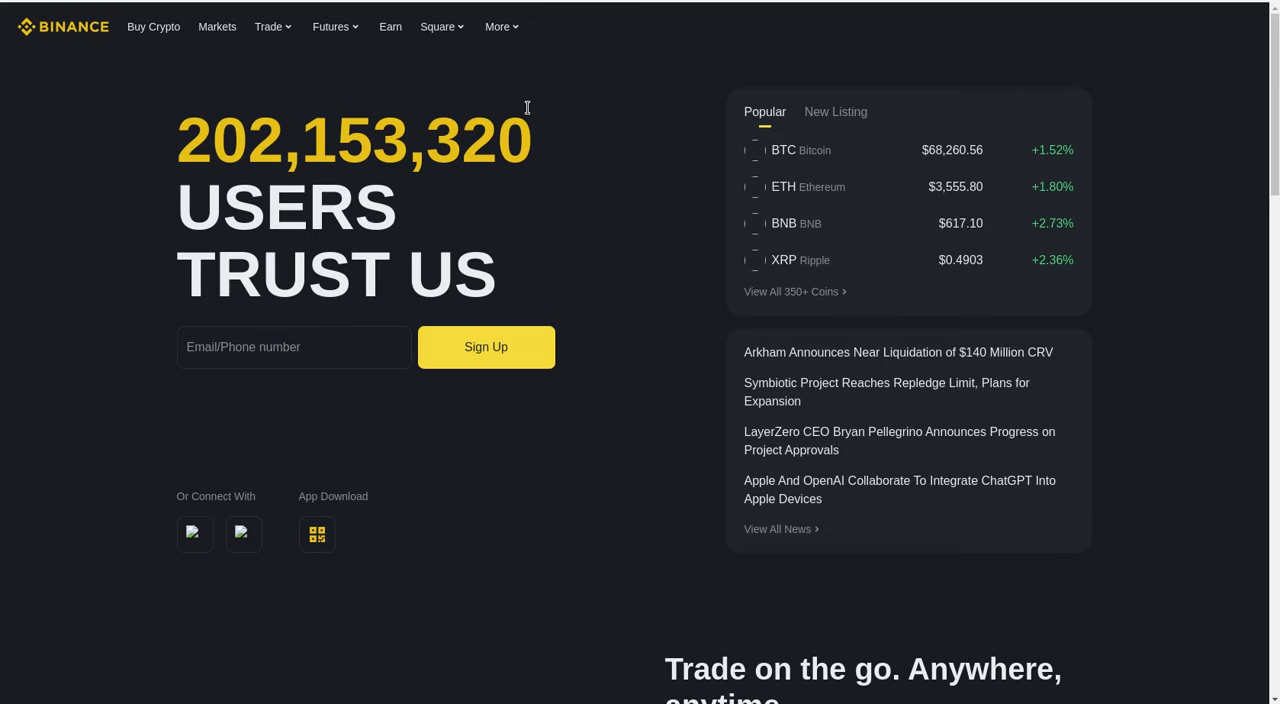 BINANCE
Buy Crypto
Markets
Trade
Futures
Earn
Square
More
202,153,320
USERS
TRUST US
Email/Phone number
Sign Up
Or Connect With
App Download
Popular
New Listing
BTC Bitcoin $68,260.56 +1.52%
ETH Ethereum $3,555.80 +1.80%
BNB BNB $617.10 +2.73%
XRP Ripple $0.4903 +2.36%
View All 350+ Coins
Arkham Announces Near Liquidation of $140 Million CRV
Symbiotic Project Reaches Repledge Limit, Plans for
Expansion
LayerZero CEO Bryan Pellegrino Announces Progress on
Project Approvals
Apple And OpenAI Collaborate To Integrate ChatGPT Into
Apple Devices
View All News
Trade on the go. Anywhere,
anytime